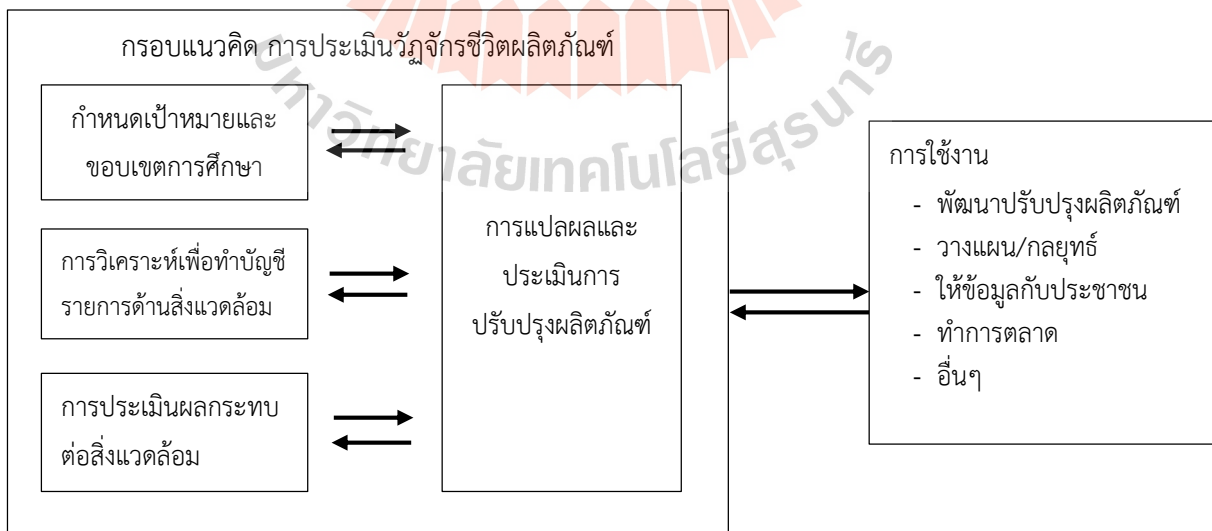 กรอบแนวคิด การประเมินวัฏจักรชีวิตผลิตภัณฑ์
กำหนดเป้าหมายและ
ขอบเขตการศึกษา
การวิเคราะห์เพื่อทำบัญชี
รายการด้านสิ่งแวดล้อม
การประเมินผลกระทบ
ต่อสิ่งแวดล้อม
การแปลผลและ
ประเมินการ
ปรับปรุงผลิตภัณฑ์
การใช้งาน
- พัฒนาปรับปรุงผลิตภัณฑ์
- วางแผน/กลยุทธ์
- ให้ข้อมูลกับประชาชน
- ทำการตลาด
- อื่นๆ
มหาวิทยาลัยเทคโนโลยีสุรนารี